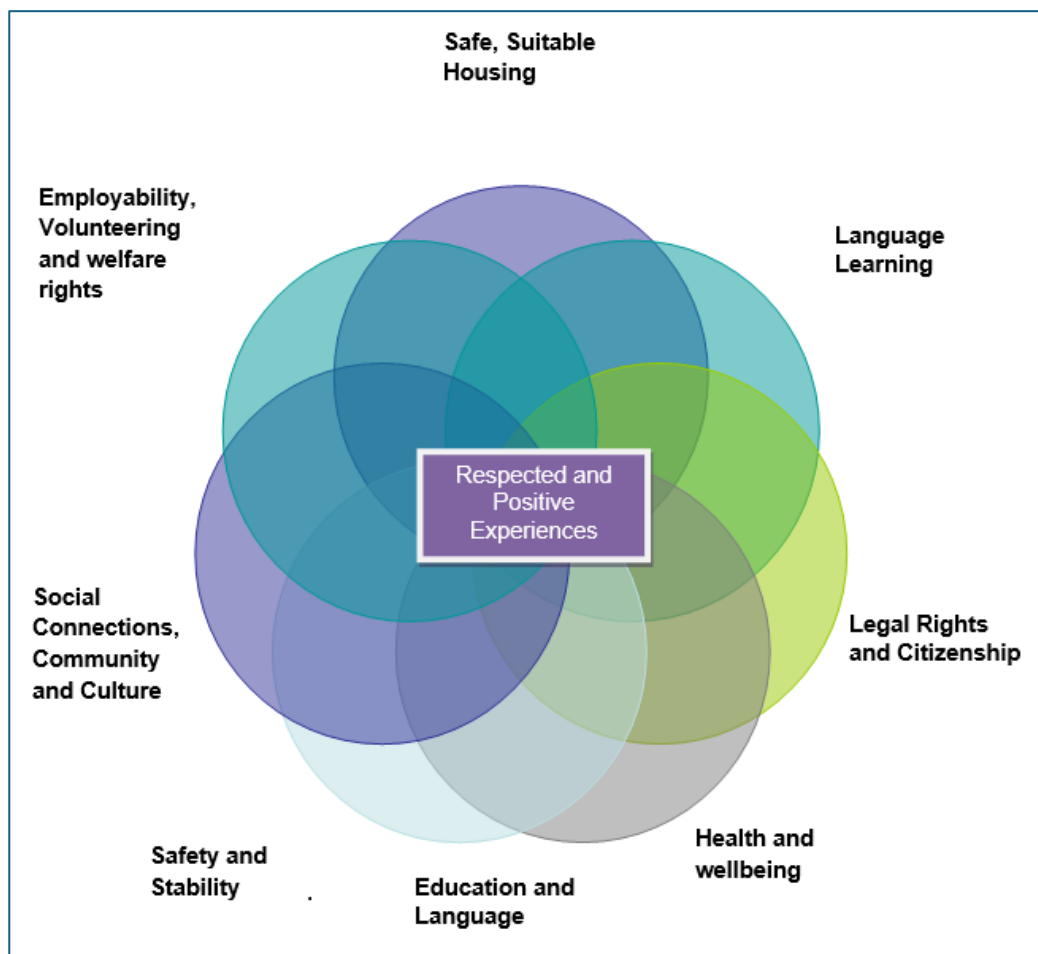 Safe, Suitable
Housing
Employability,
Volunteering
and welfare
rights
Language
Learning
Respected and
Positive
Experiences
Social
Connections,
Community
and Culture
Legal Rights
and Citizenship
Safety and
Stability
.
Education and
Language
Health and
wellbeing